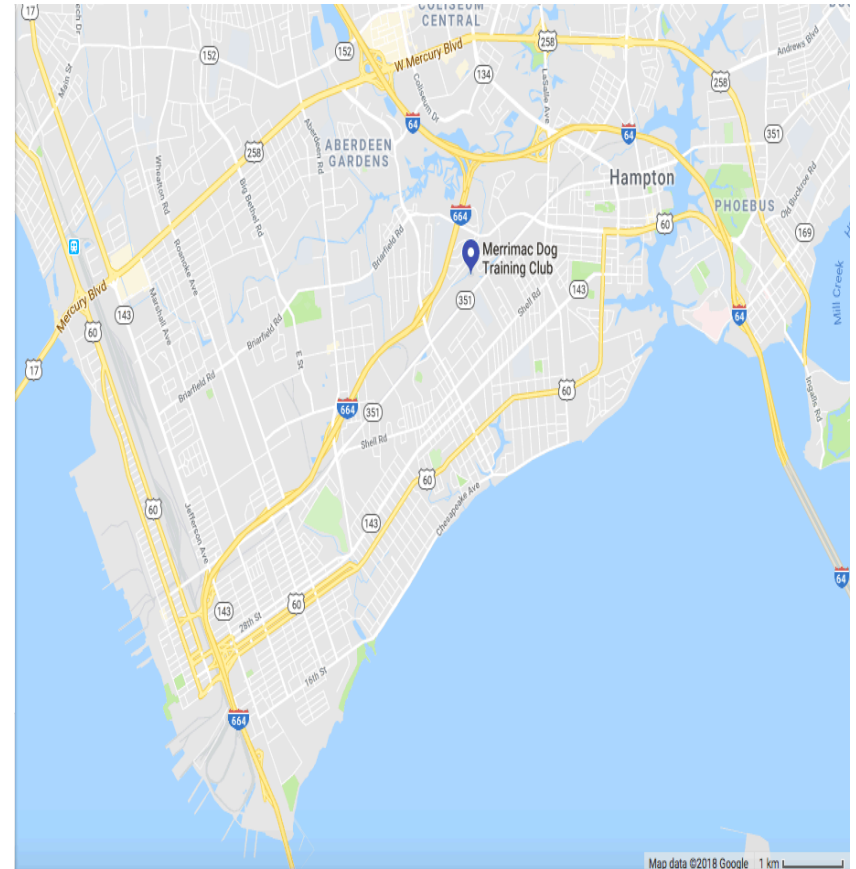 COLISEUM
CENTRAL
17
Main St
152
152
W Mercury Blvd
258
LaSalle Ave
134
Coliseum Dr
Andrews Blvd
258
64
ABERDEEN
GARDENS
Aberdeen Rd
258
64
351
Wheatton Rd
Big Bethel Rd
Hampton
PHOEBUS
Old Buckroe Rd
664
60
169
Roanoke Ave
Briarfield Rd
Merrimac Dog
Training Club
Mill Creek
Mercury Blvd
143
Marshall Ave
351
Shell Rd
143
64
60
Briarfield Rd
E St
17
Briarfield Rd
60
Ingalls Rd
664
351
Shell Rd
60
60
Chesapeake Ave
Jefferson Ave
143
64
143
28th St
60
16th St
664
Map data ©2018 Google 1 km